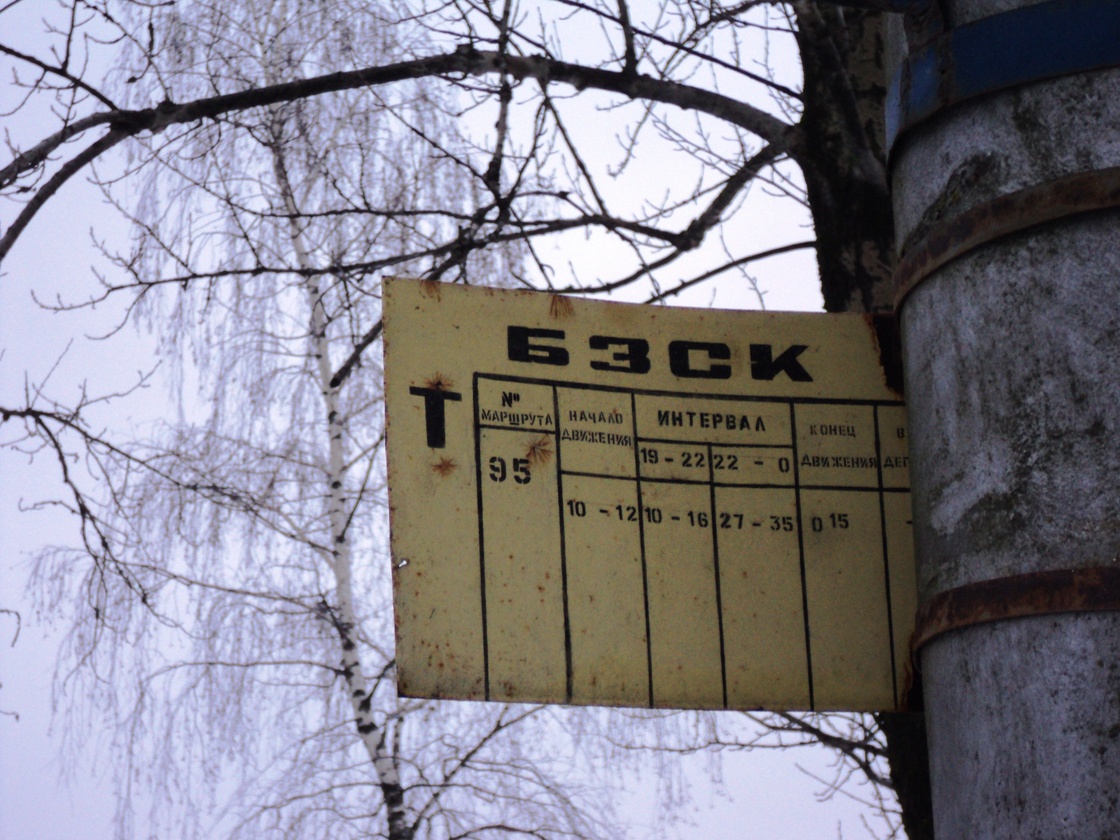 БЗСК
Т
№ МАРШРУТА
НАЧАЛО ДВИЖЕНИЯ
ИНТЕРВАЛ
19 - 22
22 - 0
КОНЕЦ ДВИЖЕНИЯ
95
10 - 12
10 - 16
27 - 35
0 15